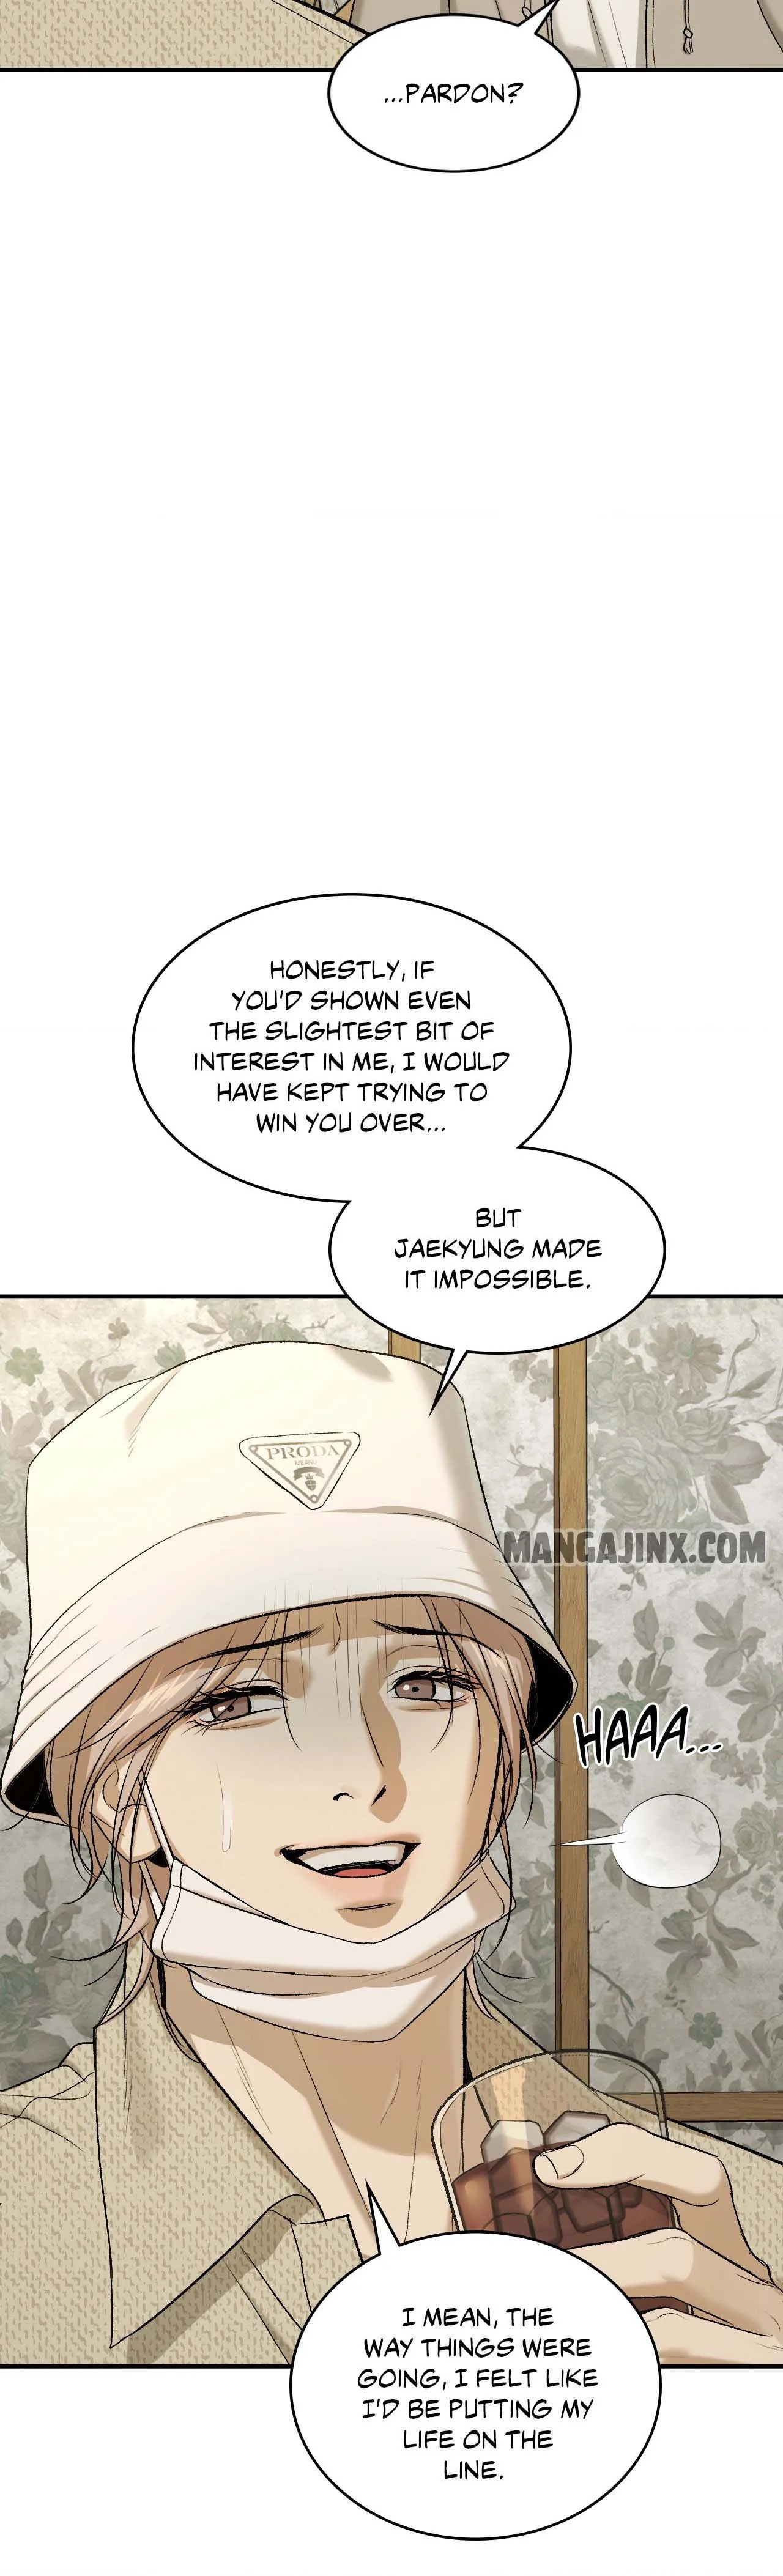 ...PARDON?
HONESTLY, IF
YOU'D SHOWN EVEN
THE SLIGHTEST BIT OF
INTEREST IN ME, I WOULD
HAVE KEPT TRYING TO
WIN YOU OVER...
BUT
JAEKYUNG MADE
IT IMPOSSIBLE.
PRODA
MILANO
MANGAJINX.COM
HAAA...
I MEAN, THE
WAY THINGS WERE
GOING, I FELT LIKE
I'D BE PUTTING MY
LIFE ON THE
LINE.